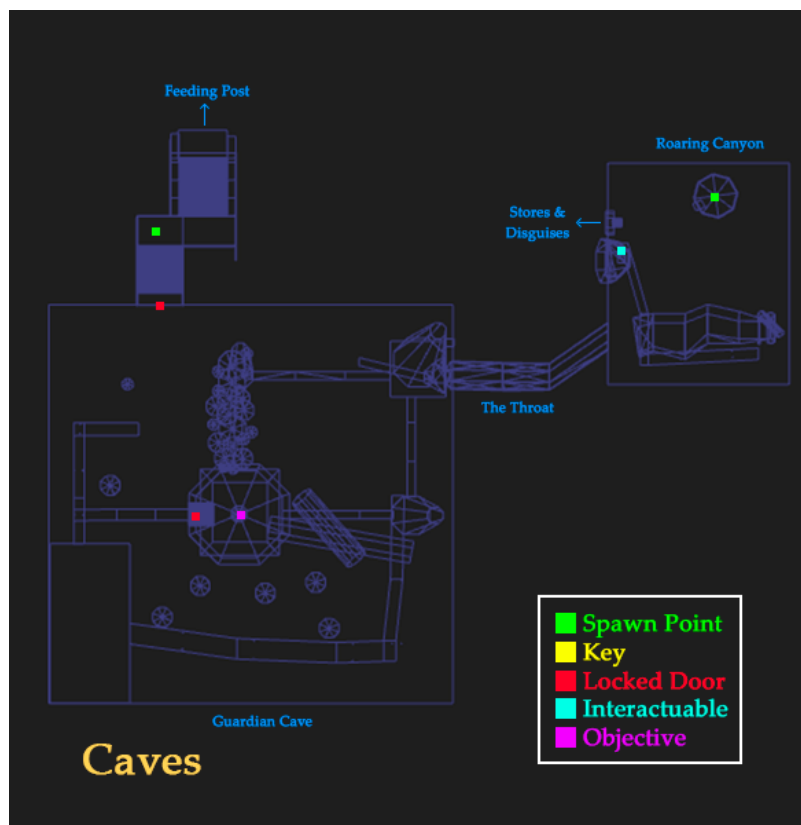 Feeding Post
Roaring Canyon
Stores &
Disguises
The Throat
Guardian Cave
Caves
Spawn Point
Key
Locked Door
Interactuable
Objective